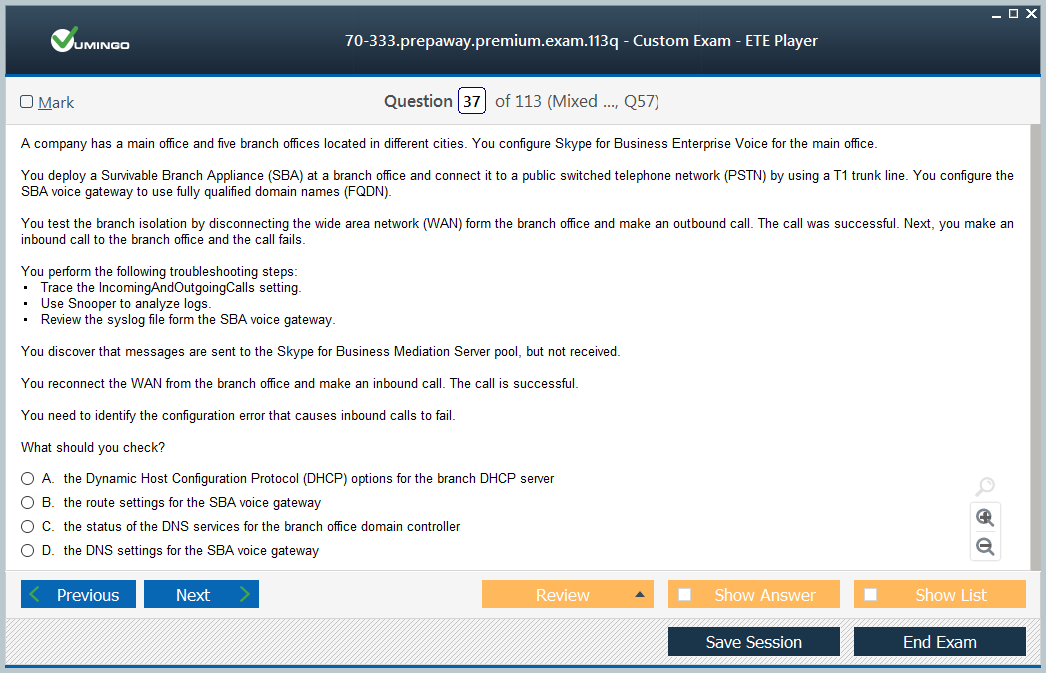 VUMINGO
70-333.prepaway.premium.exam.113q - Custom Exam - ETE Player
Mark
Question 37 of 113 (Mixed ..., Q57)
A company has a main office and five branch offices located in different cities. You configure Skype for Business Enterprise Voice for the main office.
You deploy a Survivable Branch Appliance (SBA) at a branch office and connect it to a public switched telephone network (PSTN) by using a T1 trunk line. You configure the
SBA voice gateway to use fully qualified domain names (FQDN).
You test the branch isolation by disconnecting the wide area network (WAN) form the branch office and make an outbound call. The call was successful. Next, you make an
inbound call to the branch office and the call fails.
You perform the following troubleshooting steps:
• Trace the IncomingAndOutgoingCalls setting.
• Use Snooper to analyze logs.
• Review the syslog file form the SBA voice gateway.
You discover that messages are sent to the Skype for Business Mediation Server pool, but not received.
You reconnect the WAN from the branch office and make an inbound call. The call is successful.
You need to identify the configuration error that causes inbound calls to fail.
What should you check?
A. the Dynamic Host Configuration Protocol (DHCP) options for the branch DHCP server
B. the route settings for the SBA voice gateway
C. the status of the DNS services for the branch office domain controller
D. the DNS settings for the SBA voice gateway
Previous
Next
Review
Show Answer
Show List
Save Session
End Exam